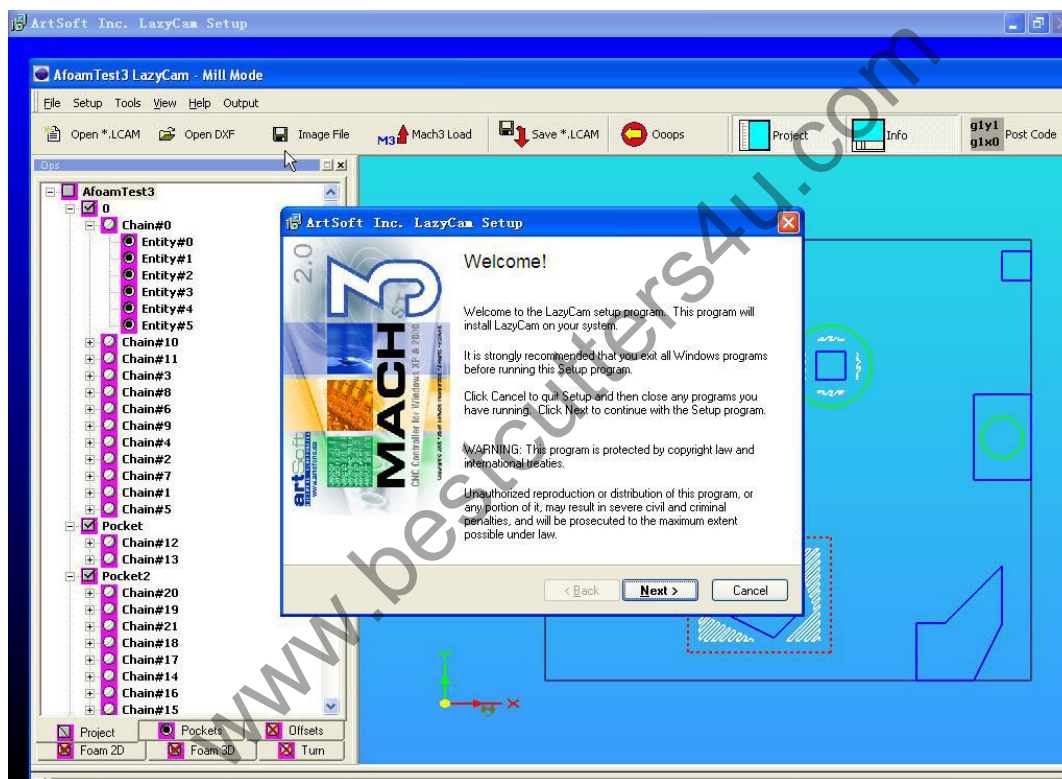 ArtSoft Inc. LazyCam Setup
AfoamTest3 LazyCam - Mill Mode
File Setup Tools View Help Output
Open *.LCAM Open DXF Image File M3 Mach3 Load Save *.LCAM Ooops Project Info g1y1 g1x0 Post Code
Ops
AfoamTest3
0
Chain#0
Entity#0
Entity#1
Entity#2
Entity#3
Entity#4
Entity#5
Chain#10
Chain#11
Chain#3
Chain#8
Chain#6
Chain#9
Chain#4
Chain#2
Chain#7
Chain#1
Chain#5
Pocket
Chain#12
Chain#13
Pocket2
Chain#20
Chain#19
Chain#21
Chain#18
Chain#17
Chain#14
Chain#16
Chain#15
Project Pockets Offsets
Foam 2D Foam 3D Turn
ArtSoft Inc. LazyCam Setup
2.0
MACH 3
CNC Controller for Windows XP & 2000
artSoft
Welcome!
Welcome to the LazyCam setup program. This program will
install LazyCam on your system.
It is strongly recommended that you exit all Windows programs
before running this Setup program.
Click Cancel to quit Setup and then close any programs you
have running. Click Next to continue with the Setup program.
WARNING: This program is protected by copyright law and
international treaties.
Unauthorized reproduction or distribution of this program, or
any portion of it, may result in severe civil and criminal
penalties, and will be prosecuted to the maximum extent
possible under law.
< Back Next > Cancel
Y
X
www.bestcutters4u.com